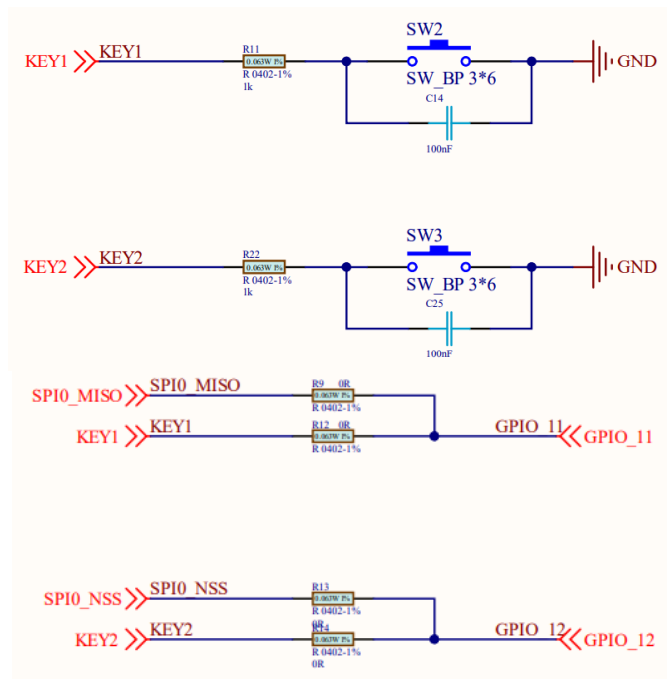 SW2
KEY1 KEY1 R11 GND
0.063W 1%
R 0402-1% SW_BP 3*6
1k C14
100nF
SW3
KEY2 KEY2 R22 GND
0.063W 1%
R 0402-1% SW_BP 3*6
1k C25
100nF
SPI0_MISO SPI0_MISO R9 0R
0.063W 1%
R 0402-1%
KEY1 KEY1 R12 0R GPIO_11 GPIO_11
0.063W 1%
R 0402-1%
SPI0_NSS SPI0_NSS R13
0.063W 1%
R 0402-1%
0R
KEY2 KEY2 R14 GPIO_12 GPIO_12
0.063W 1%
R 0402-1%
0R